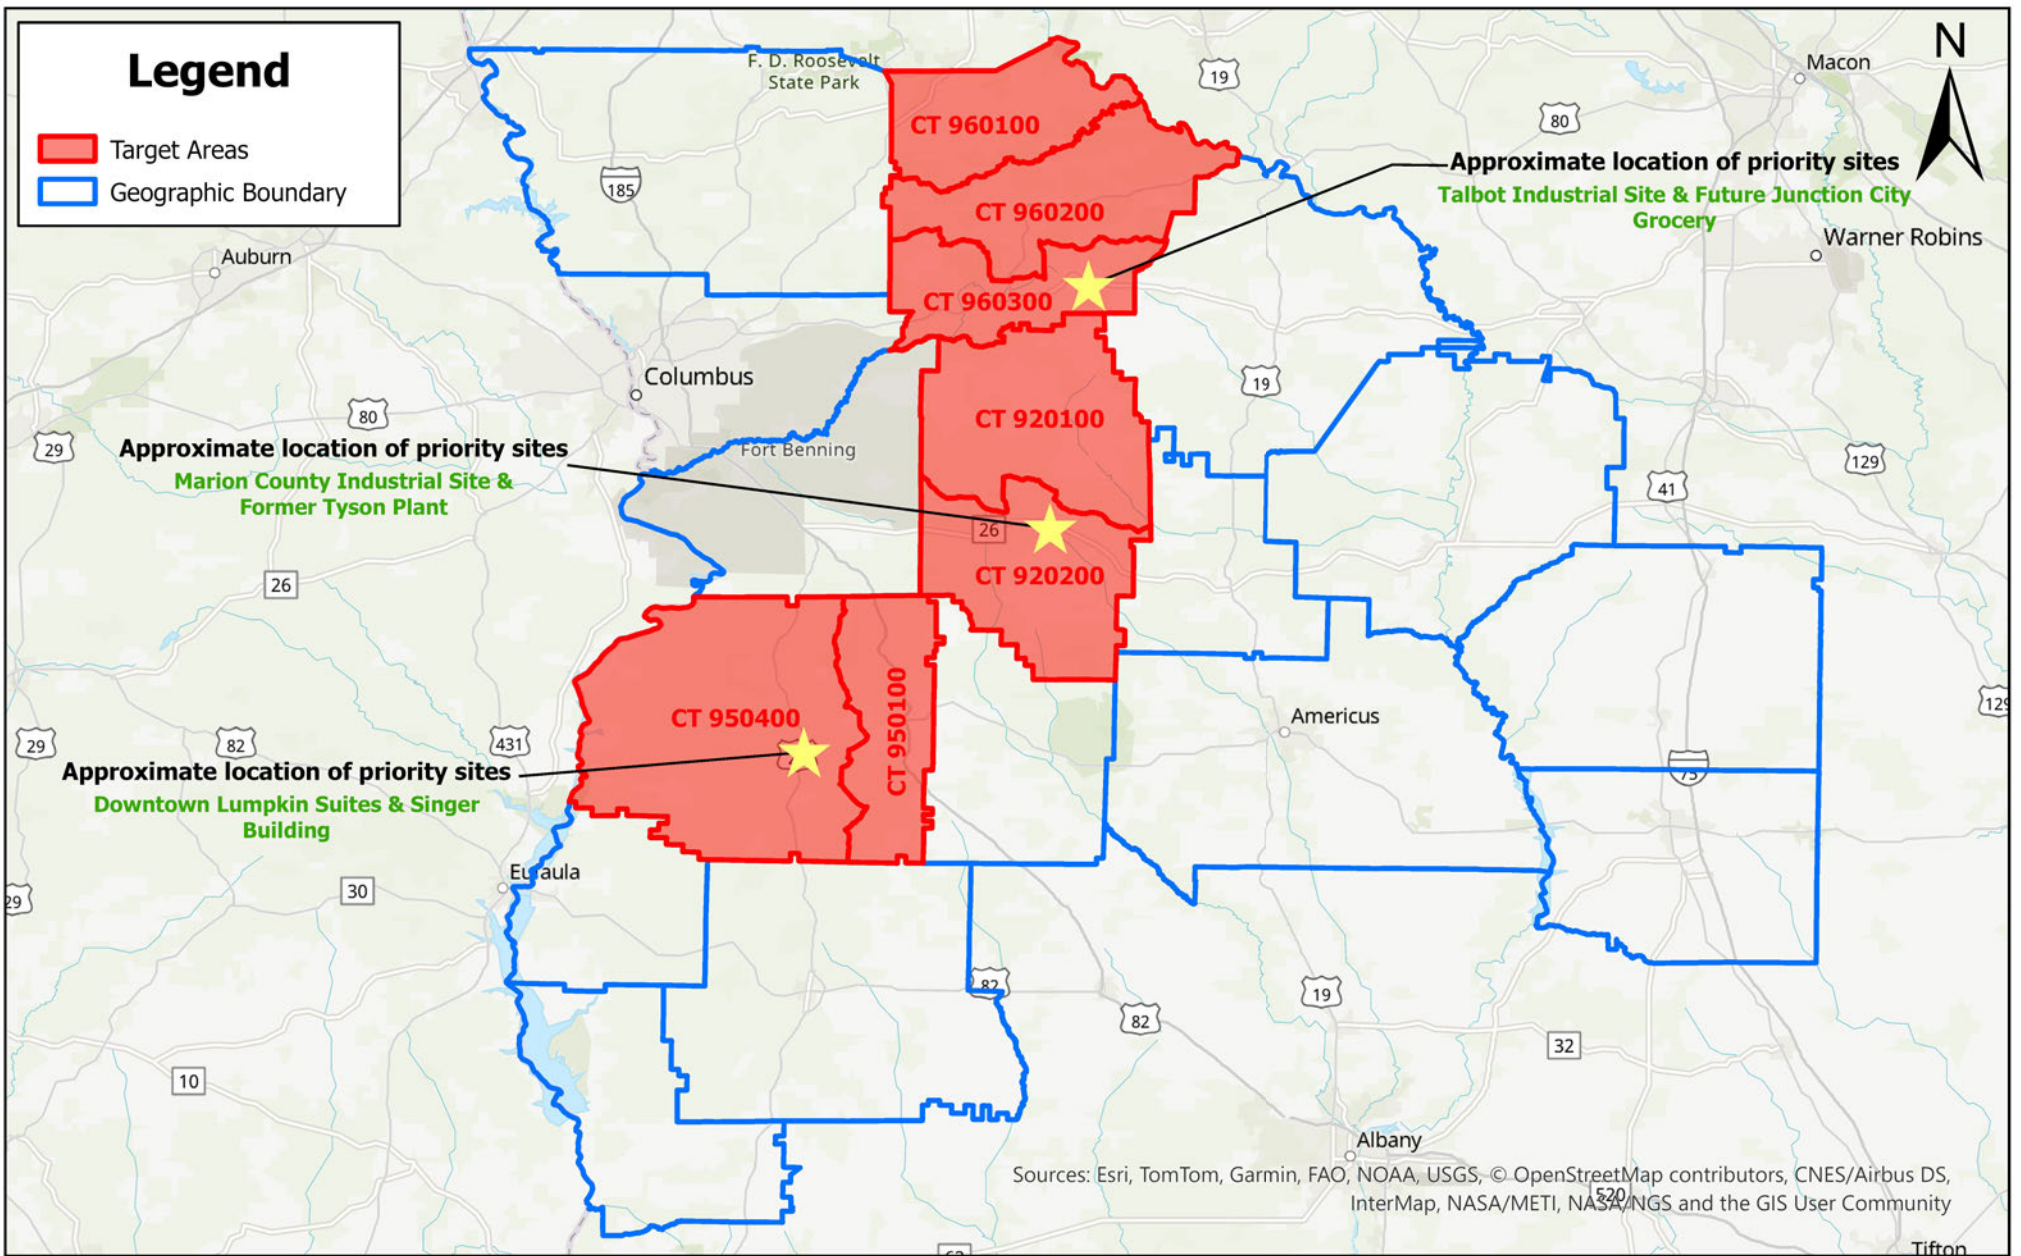 Legend
Target Areas
Geographic Boundary
N
F. D. Roosevelt
State Park
19
Macon
80
CT 960100
185
Approximate location of priority sites
Talbot Industrial Site & Future Junction City
Grocery
CT 960200
Warner Robins
Auburn
CT 960300
Columbus
19
80
CT 920100
29
Approximate location of priority sites
Marion County Industrial Site &
Former Tyson Plant
Fort Benning
129
41
26
26
CT 920200
CT 950400
CT 950100
Americus
129
29
82
431
75
Approximate location of priority sites
Downtown Lumpkin Suites & Singer
Building
Eufaula
30
29
82
19
82
32
10
Albany
Sources: Esri, TomTom, Garmin, FAO, NOAA, USGS, © OpenStreetMap contributors, CNES/Airbus DS,
InterMap, NASA/METI, NASA/NGS and the GIS User Community
520
Tifton